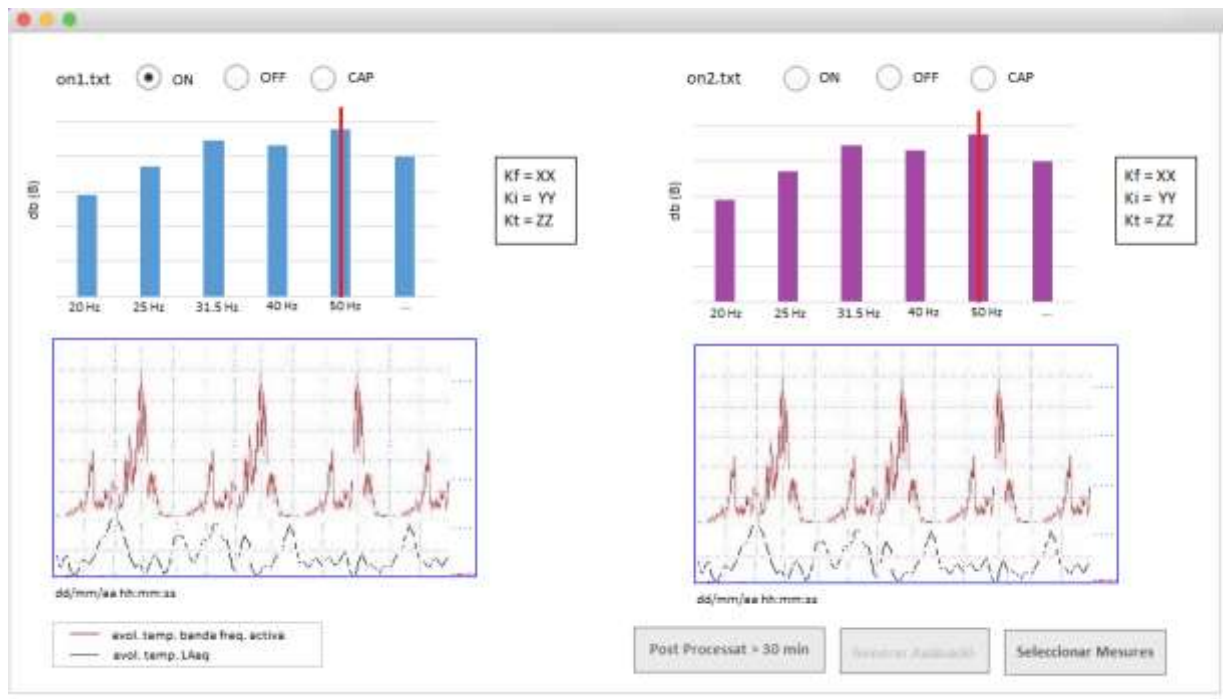 on1.txt ON OFF CAP
db (B)
Kf = XX
Ki = YY
Kt = ZZ
20 Hz 25 Hz 31.5 Hz 40 Hz 50 Hz ...
dd/mm/aa hh:mm:ss
avol. temp. banda freq. activa
avol. temp. LAeq
on2.txt ON OFF CAP
db (B)
Kf = XX
Ki = YY
Kt = ZZ
20 Hz 25 Hz 31.5 Hz 40 Hz 50 Hz ...
dd/mm/aa hh:mm:ss
Post Processat > 30 min
Seleccionar Mesures